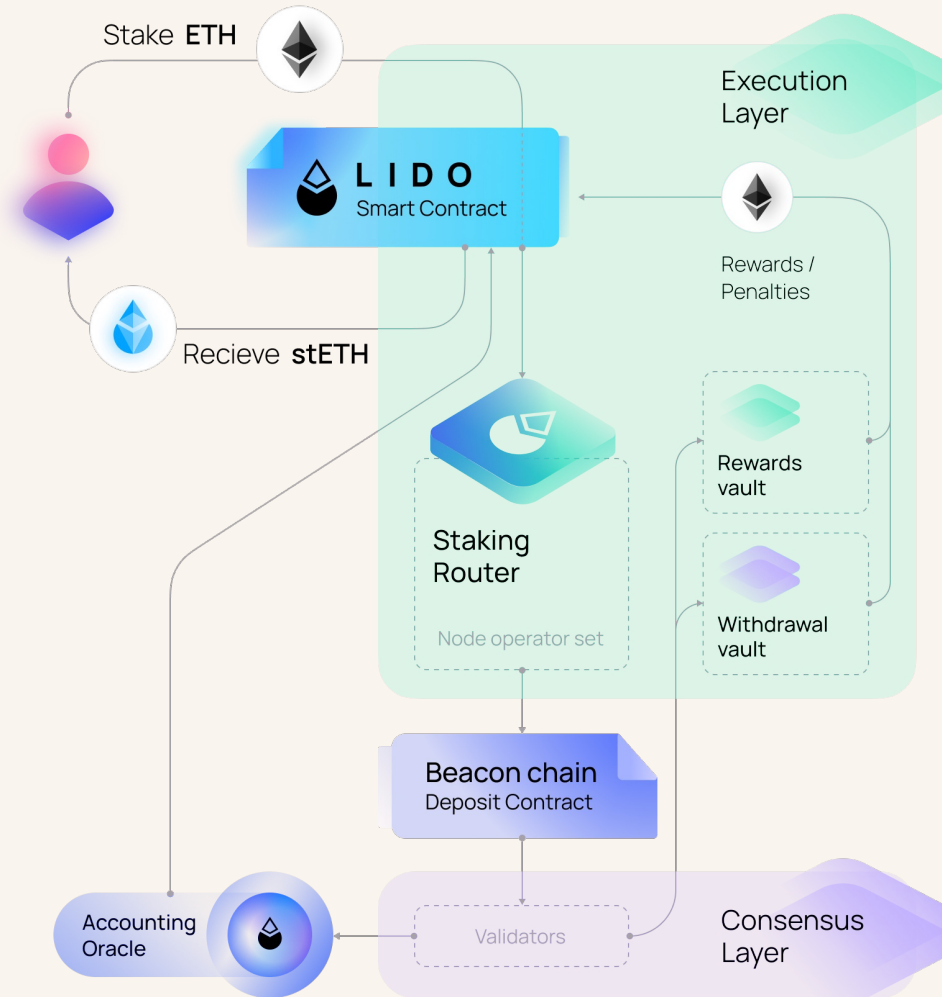 Stake ETH
Execution
Layer
LIDO
Smart Contract
Rewards /
Penalties
Recieve stETH
Rewards
vault
Staking
Router
Node operator set
Withdrawal
vault
Beacon chain
Deposit Contract
Accounting
Oracle
Validators
Consensus
Layer